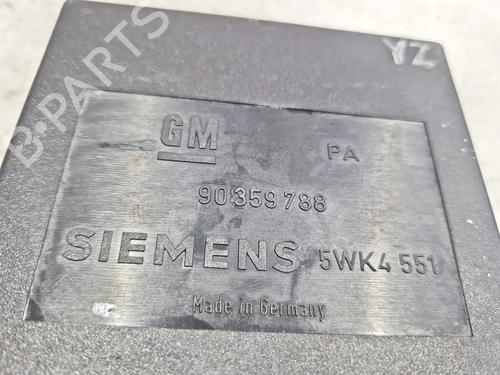 B-PARTS
YZ
GM
PA
90 359 788
SIEMENS 5WK4 551
Made in Germany